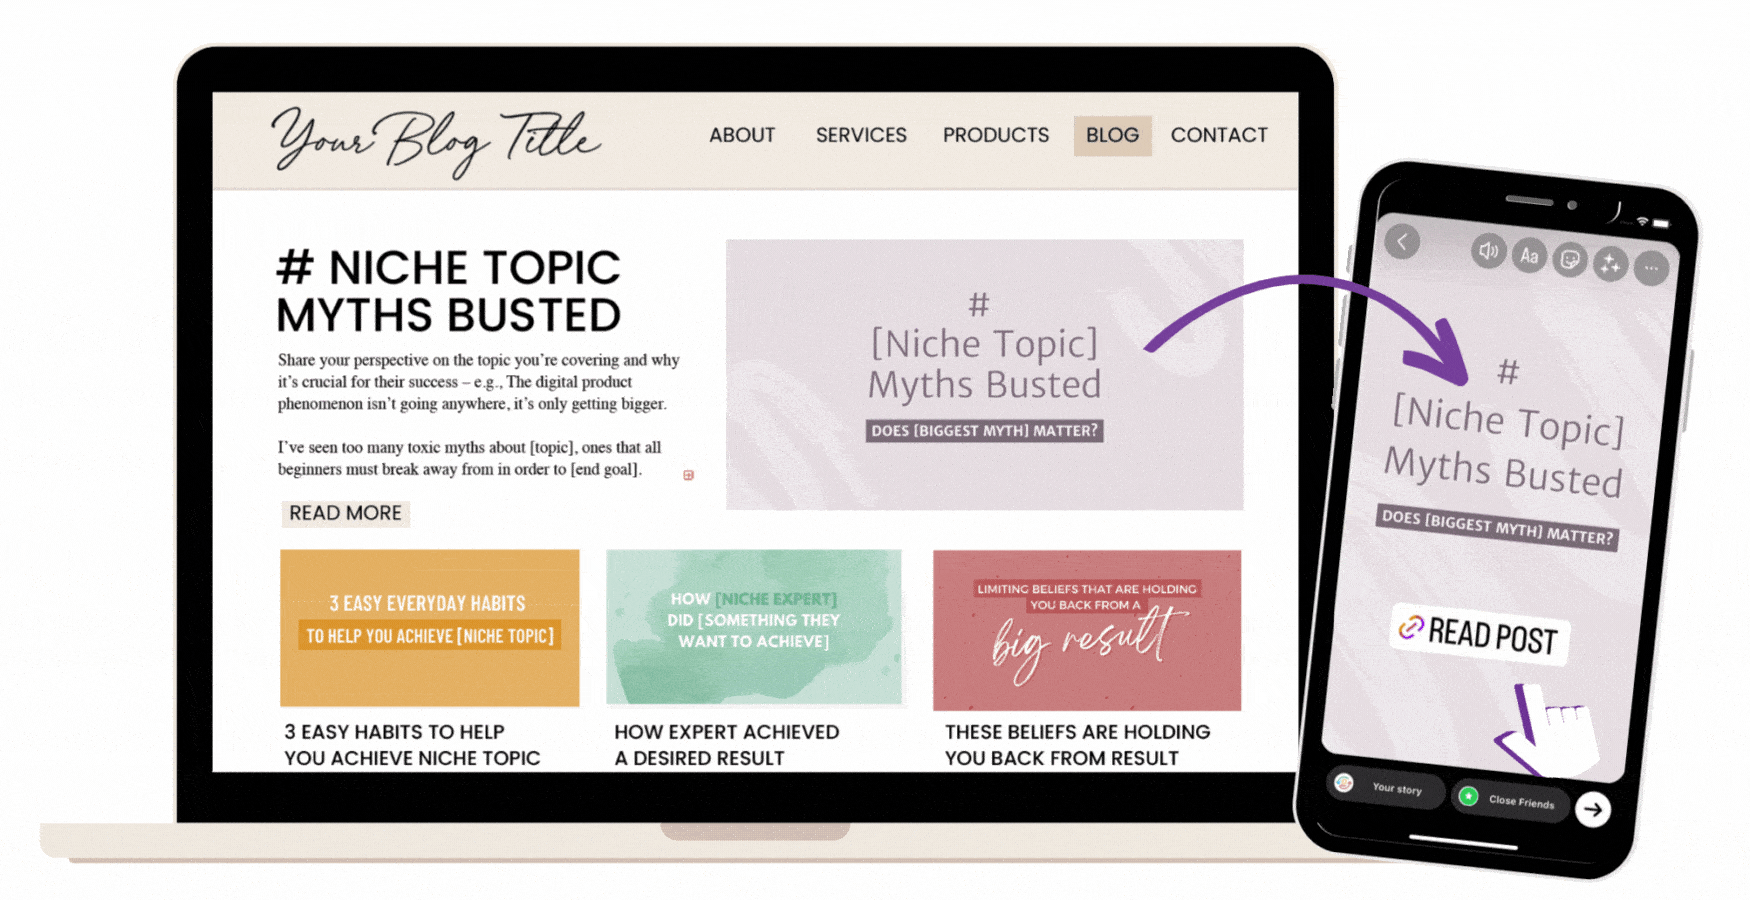 Your Blog Title
ABOUT
SERVICES
PRODUCTS
BLOG
CONTACT
# NICHE TOPIC
MYTHS BUSTED
Share your perspective on the topic you're covering and why
it's crucial for their success – e.g., The digital product
phenomenon isn't going anywhere, it's only getting bigger.
I've seen too many toxic myths about [topic], ones that all
beginners must break away from in order to [end goal].
READ MORE
#
[Niche Topic]
Myths Busted
DOES [BIGGEST MYTH] MATTER?
3 EASY EVERYDAY HABITS
TO HELP YOU ACHIEVE [NICHE TOPIC]
3 EASY HABITS TO HELP
YOU ACHIEVE NICHE TOPIC
HOW [NICHE EXPERT]
DID [SOMETHING THEY
WANT TO ACHIEVE]
HOW EXPERT ACHIEVED
A DESIRED RESULT
LIMITING BELIEFS THAT ARE HOLDING
YOU BACK FROM A
big result
THESE BELIEFS ARE HOLDING
YOU BACK FROM RESULT
Aa
#
[Niche Topic]
Myths Busted
DOES [BIGGEST MYTH] MATTER?
READ POST
Your story
Close Friends